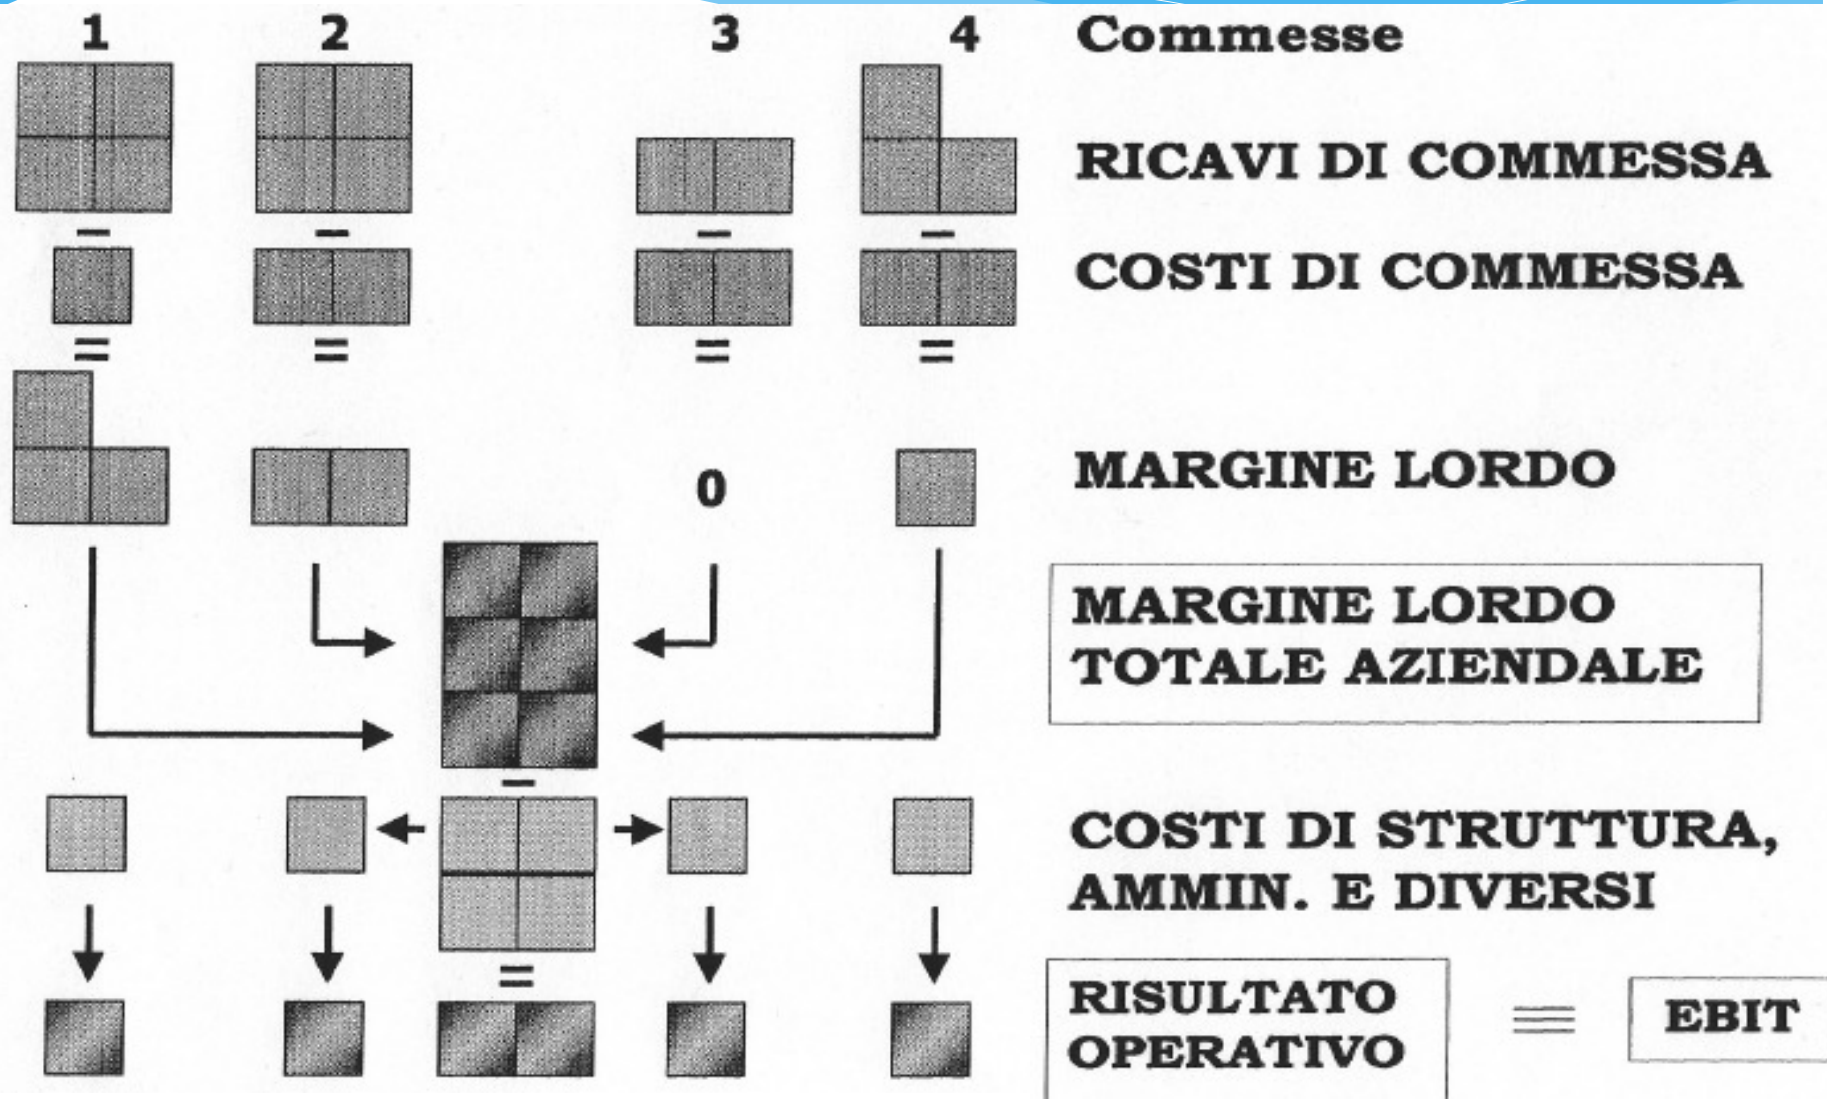 1 2 3 4 Commesse
RICAVI DI COMMESSA
–
COSTI DI COMMESSA
=
MARGINE LORDO
0
MARGINE LORDO
TOTALE AZIENDALE
–
COSTI DI STRUTTURA,
AMMIN. E DIVERSI
=
RISULTATO
OPERATIVO
≡ EBIT